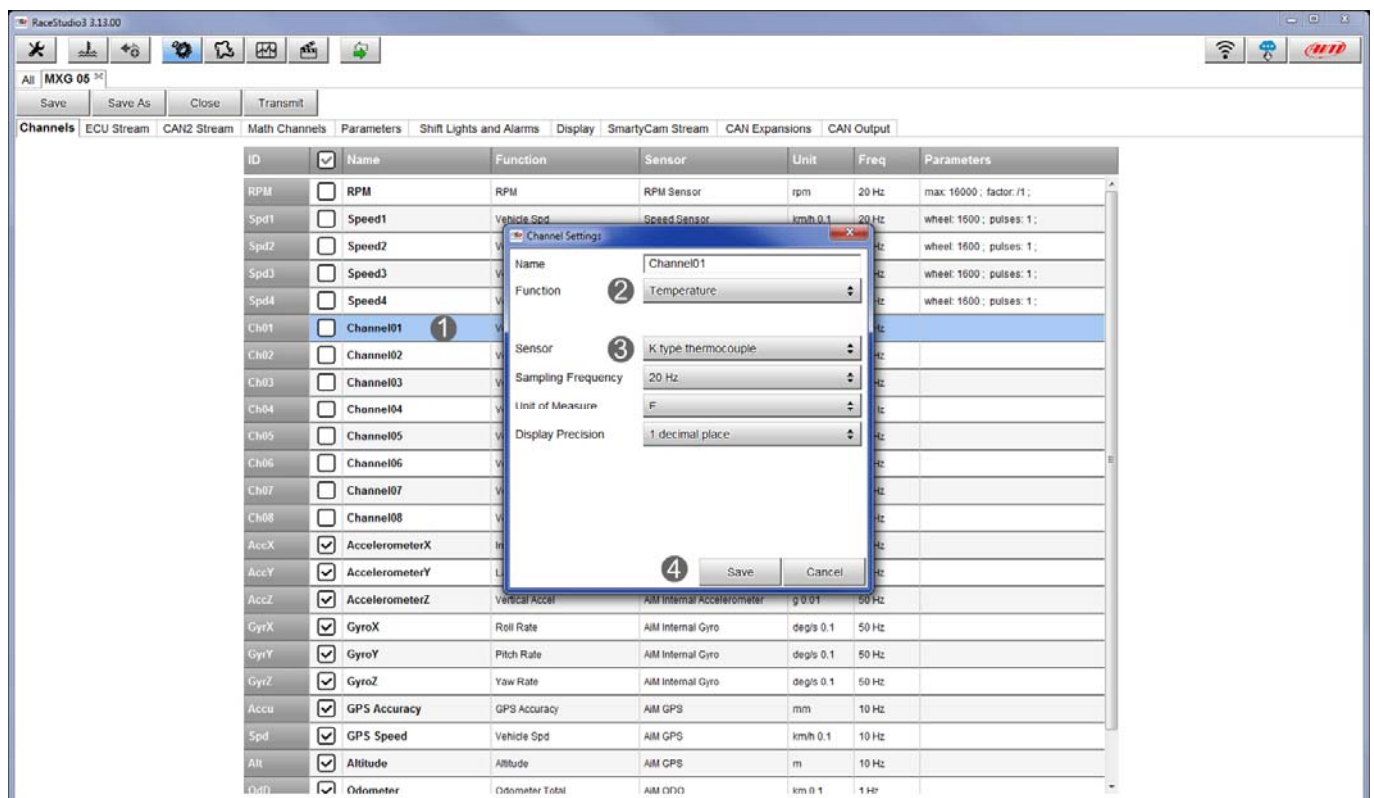 RaceStudio3 3.13.00
AiM
All MXG 05
Save Save As Close Transmit
Channels ECU Stream CAN2 Stream Math Channels Parameters Shift Lights and Alarms Display SmartyCam Stream CAN Expansions CAN Output
ID Name Function Sensor Unit Freq Parameters
RPM RPM RPM RPM Sensor rpm 20 Hz max: 16000 ; factor: /1 ;
Spd1 Speed1 Vehicle Spd Speed Sensor km/h 0.1 20 Hz wheel: 1600 ; pulses: 1 ;
Spd2 Speed2 wheel: 1600 ; pulses: 1 ;
Spd3 Speed3 wheel: 1600 ; pulses: 1 ;
Spd4 Speed4 wheel: 1600 ; pulses: 1 ;
Ch01 Channel01 1
Ch02 Channel02
Ch03 Channel03
Ch04 Channel04
Ch05 Channel05
Ch06 Channel06
Ch07 Channel07
Ch08 Channel08
AccX AccelerometerX
AccY AccelerometerY
AccZ AccelerometerZ Vertical Accel AiM Internal Accelerometer g 0.01 50 Hz
GyrX GyroX Roll Rate AiM Internal Gyro deg/s 0.1 50 Hz
GyrY GyroY Pitch Rate AiM Internal Gyro deg/s 0.1 50 Hz
GyrZ GyroZ Yaw Rate AiM Internal Gyro deg/s 0.1 50 Hz
Accu GPS Accuracy GPS Accuracy AiM GPS mm 10 Hz
Spd GPS Speed Vehicle Spd AiM GPS km/h 0.1 10 Hz
Alt Altitude Altitude AiM GPS m 10 Hz
OdD Odometer Odometer Total AiM ODO km 0.1 1 Hz
Channel Settings
Name Channel01
Function 2 Temperature
Sensor 3 K type thermocouple
Sampling Frequency 20 Hz
Unit of Measure F
Display Precision 1 decimal place
4 Save Cancel